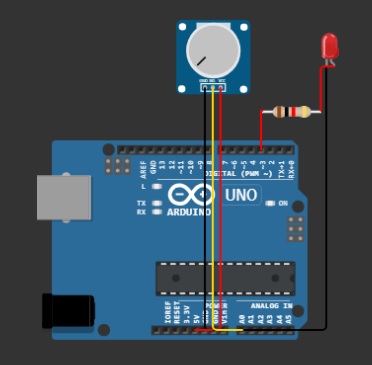 GND SIG VCC
AREF
GND
13
12
~11
~10
~9
8
7
~6
~5
4
~3
2
TX→1
RX←0
DIGITAL (PWM ~)
L
TX
RX
UNO
ON
ARDUINO
IOREF
RESET
3.3V
5V
GND
GND
VIN
POWER
ANALOG IN
A0
A1
A2
A3
A4
A5